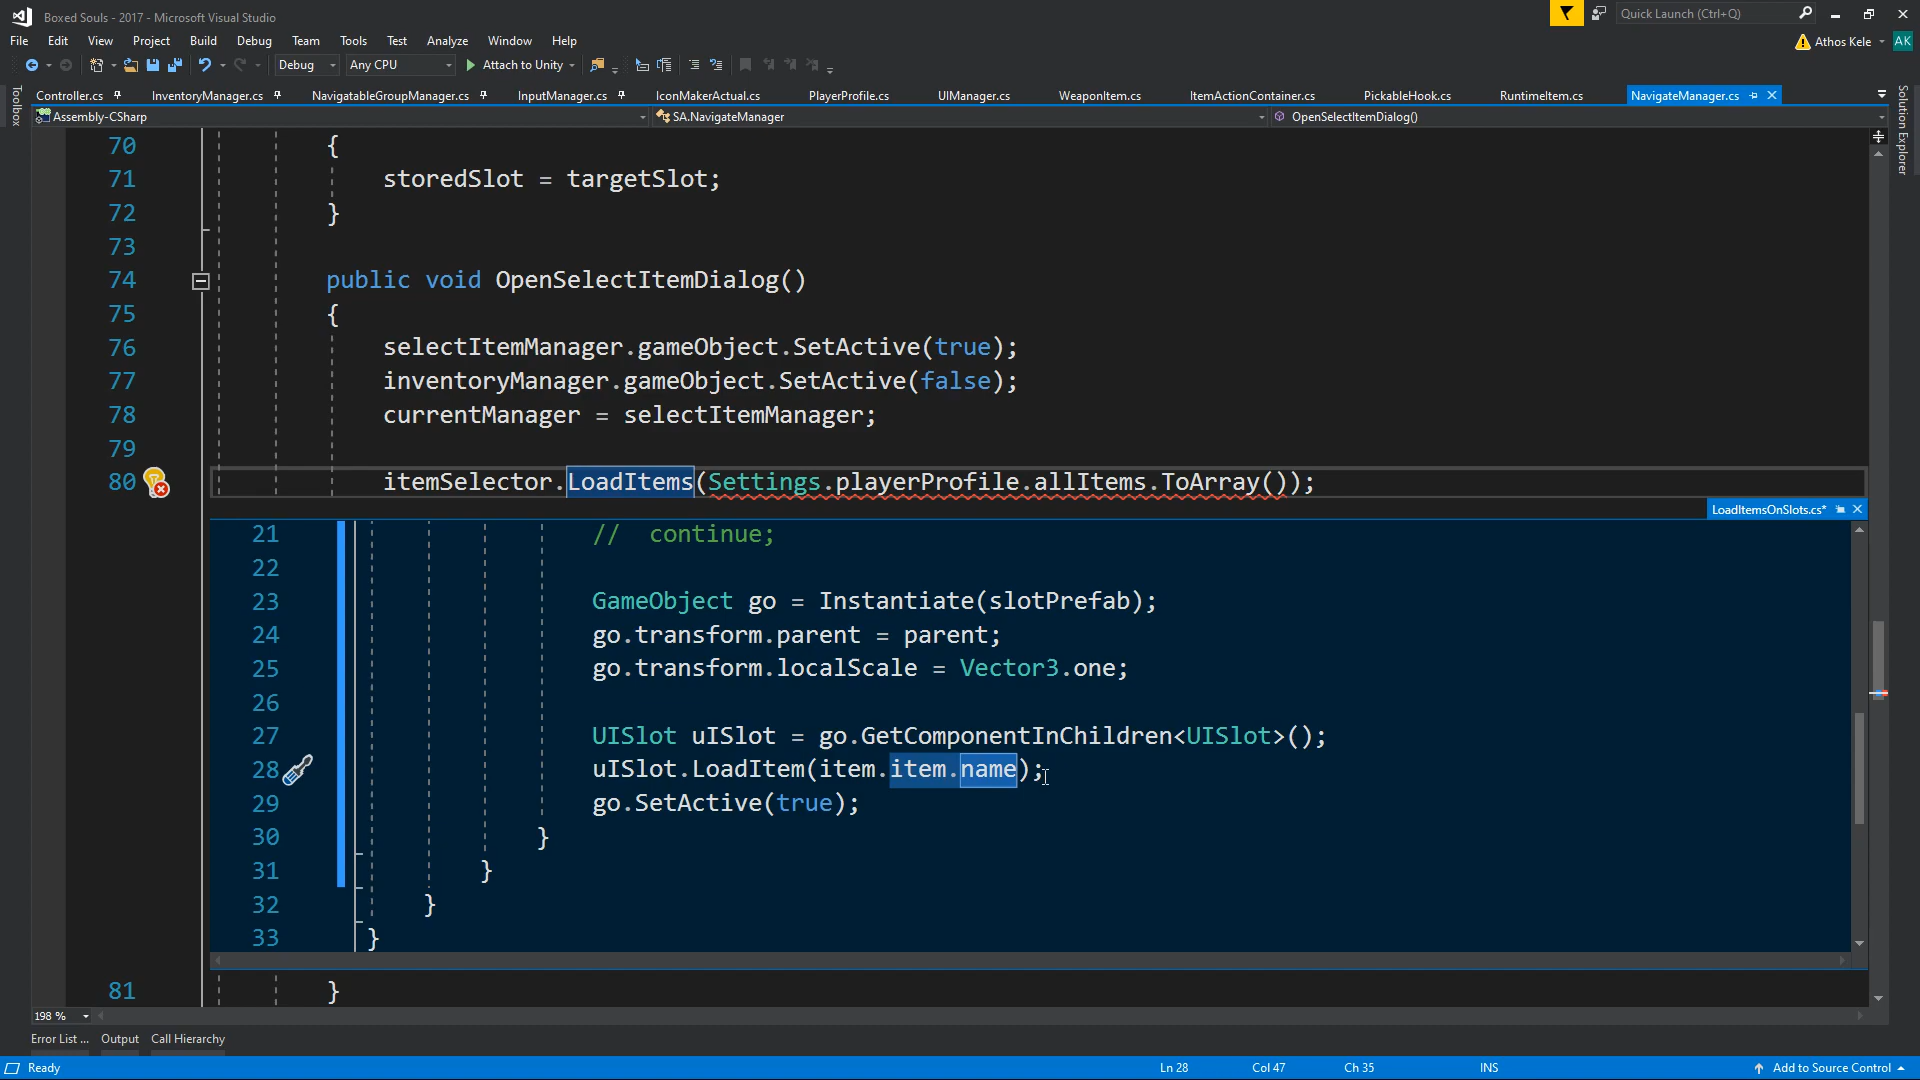 Boxed Souls - 2017 - Microsoft Visual Studio
Quick Launch (Ctrl+Q)
File Edit View Project Build Debug Team Tools Test Analyze Window Help
Athos Kele AK
Debug Any CPU Attach to Unity
Toolbox
Controller.cs InventoryManager.cs NavigatableGroupManager.cs InputManager.cs IconMakerActual.cs PlayerProfile.cs UIManager.cs WeaponItem.cs ItemActionContainer.cs PickableHook.cs RuntimeItem.cs NavigateManager.cs
Solution Explorer
Assembly-CSharp SA.NavigateManager OpenSelectItemDialog()
70 {
71 storedSlot = targetSlot;
72 }
73
74 public void OpenSelectItemDialog()
75 {
76 selectItemManager.gameObject.SetActive(true);
77 inventoryManager.gameObject.SetActive(false);
78 currentManager = selectItemManager;
79
80 itemSelector.LoadItems(Settings.playerProfile.allItems.ToArray());
LoadItemsOnSlots.cs*
21 // continue;
22
23 GameObject go = Instantiate(slotPrefab);
24 go.transform.parent = parent;
25 go.transform.localScale = Vector3.one;
26
27 UISlot uISlot = go.GetComponentInChildren<UISlot>();
28 uISlot.LoadItem(item.item.name);
29 go.SetActive(true);
30 }
31 }
32 }
33 }
81 }
198 %
Error List ... Output Call Hierarchy
Ready Ln 28 Col 47 Ch 35 INS Add to Source Control